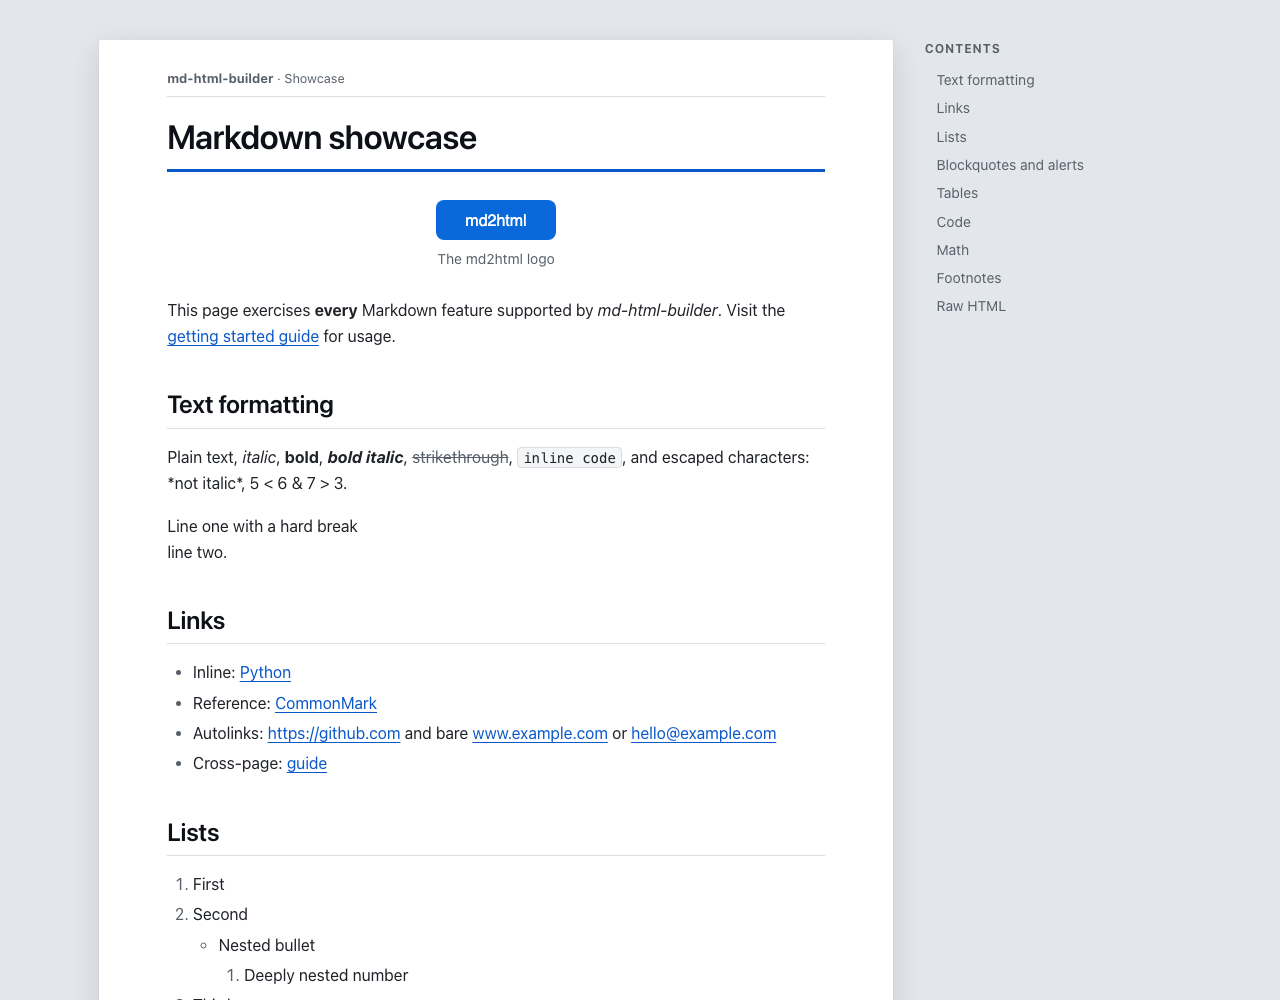 md-html-builder · Showcase
Markdown showcase
md2html
The md2html logo
This page exercises every Markdown feature supported by md-html-builder. Visit the
getting started guide for usage.
Text formatting
Plain text, italic, bold, bold italic, strikethrough, inline code, and escaped characters:
*not italic*, 5 < 6 & 7 > 3.
Line one with a hard break
line two.
Links
• Inline: Python
• Reference: CommonMark
• Autolinks: https://github.com and bare www.example.com or hello@example.com
• Cross-page: guide
Lists
1. First
2. Second
◦ Nested bullet
1. Deeply nested number
CONTENTS
Text formatting
Links
Lists
Blockquotes and alerts
Tables
Code
Math
Footnotes
Raw HTML